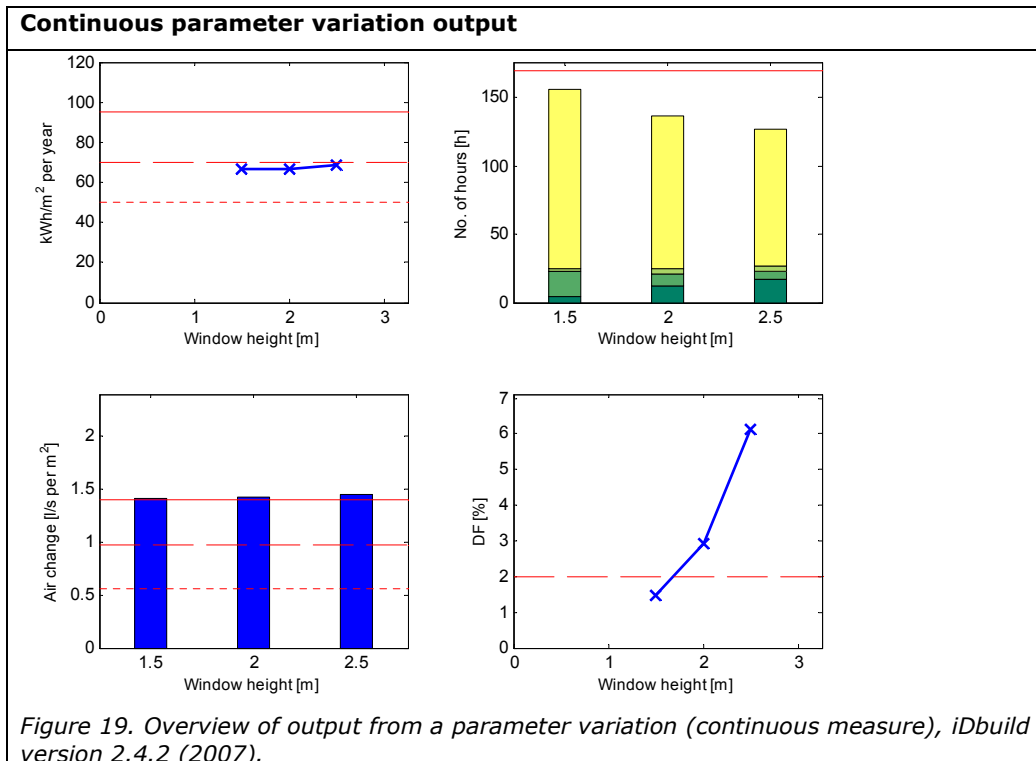 Continuous parameter variation output
120
100
80
60
40
20
0
kWh/m² per year
0 1 2 3
Window height [m]
150
100
50
0
No. of hours [h]
1.5 2 2.5
Window height [m]
2
1.5
1
0.5
0
Air change [l/s per m²]
1.5 2 2.5
Window height [m]
7
6
5
4
3
2
1
0
DF [%]
0 1 2 3
Window height [m]
Figure 19. Overview of output from a parameter variation (continuous measure), iDbuild
version 2.4.2 (2007).